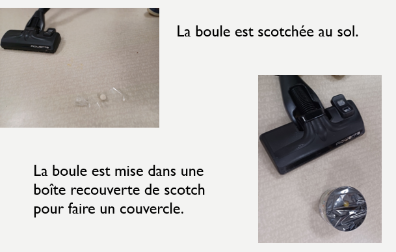 La boule est scotchée au sol.
La boule est mise dans une
boîte recouverte de scotch
pour faire un couvercle.